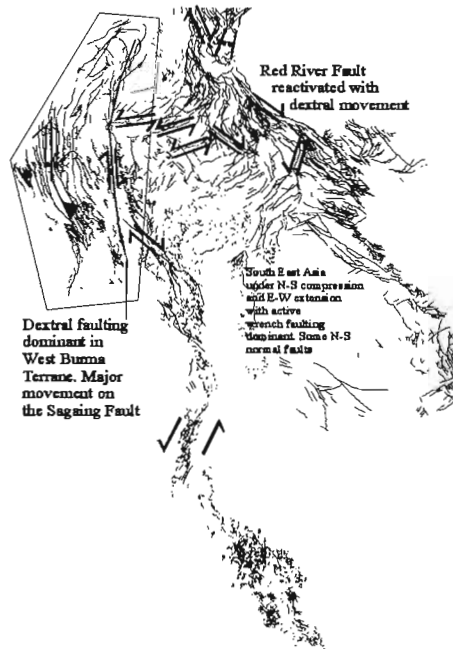 Red River Fault
reactivated with
dextral movement
South East Asia
under N-S compression
and E-W extension
with active
wrench faulting
dominant. Some N-S
normal faults
Dextral faulting
dominant in
West Burma
Terrane. Major
movement on
the Sagaing Fault